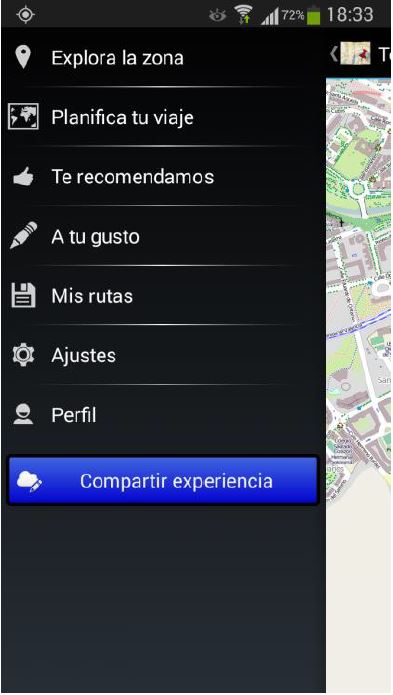 72% 18:33
Explora la zona
Planifica tu viaje
Te recomendamos
A tu gusto
Mis rutas
Ajustes
Perfil
Compartir experiencia